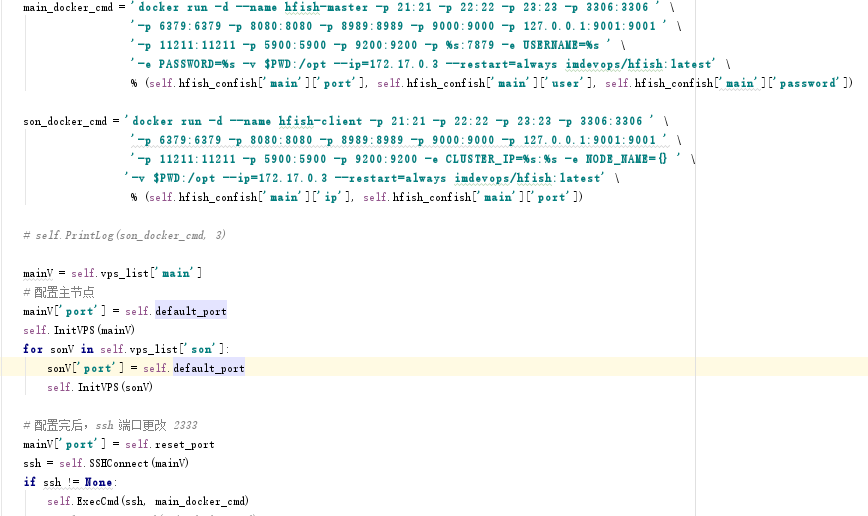 main_docker_cmd = 'docker run -d --name hfish-master -p 21:21 -p 22:22 -p 23:23 -p 3306:3306 ' \
'-p 6379:6379 -p 8080:8080 -p 8989:8989 -p 9000:9000 -p 127.0.0.1:9001:9001 ' \
'-p 11211:11211 -p 5900:5900 -p 9200:9200 -p %s:7879 -e USERNAME=%s ' \
'-e PASSWORD=%s -v $PWD:/opt --ip=172.17.0.3 --restart=always imdevops/hfish:latest' \
% (self.hfish_confish['main']['port'], self.hfish_confish['main']['user'], self.hfish_confish['main']['password'])
son_docker_cmd = 'docker run -d --name hfish-client -p 21:21 -p 22:22 -p 23:23 -p 3306:3306 ' \
'-p 6379:6379 -p 8080:8080 -p 8989:8989 -p 9000:9000 -p 127.0.0.1:9001:9001 ' \
'-p 11211:11211 -p 5900:5900 -p 9200:9200 -e CLUSTER_IP=%s:%s -e NODE_NAME={} ' \
'-v $PWD:/opt --ip=172.17.0.3 --restart=always imdevops/hfish:latest' \
% (self.hfish_confish['main']['ip'], self.hfish_confish['main']['port'])
# self.PrintLog(son_docker_cmd, 3)
mainV = self.vps_list['main']
# 配置主节点
mainV['port'] = self.default_port
self.InitVPS(mainV)
for sonV in self.vps_list['son']:
sonV['port'] = self.default_port
self.InitVPS(sonV)
# 配置完后，ssh 端口更改 2333
mainV['port'] = self.reset_port
ssh = self.SSHConnect(mainV)
if ssh != None:
self.ExecCmd(ssh, main_docker_cmd)